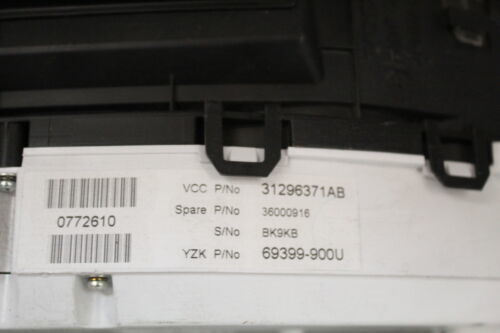 0772610
VCC P/No 31296371AB
Spare P/No 36000916
S/No BK9KB
YZK P/No 69399-900U